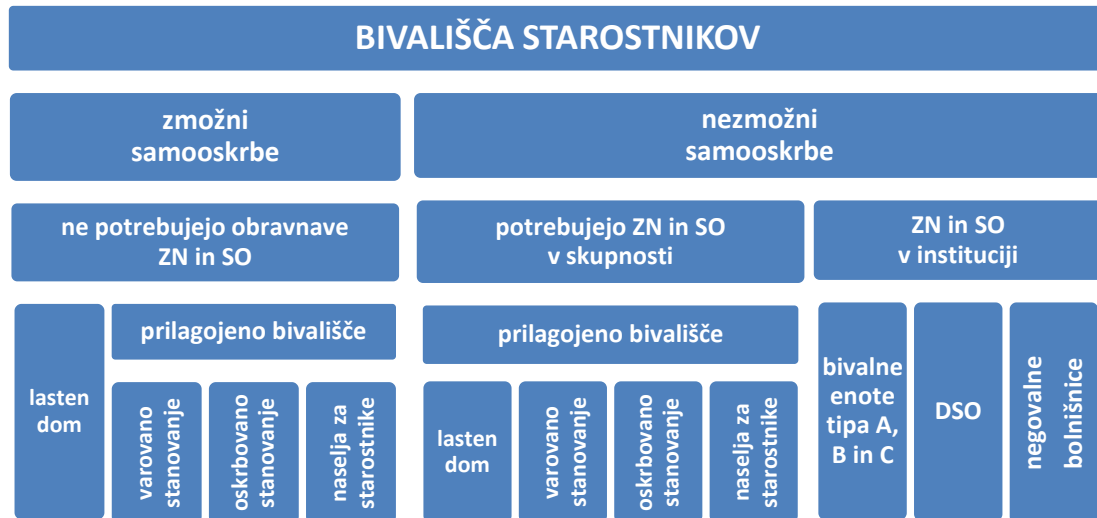 BIVALIŠČA STAROSTNIKOV
zmožni
samooskrbe
nezmožni
samooskrbe
ne potrebujejo obravnave
ZN in SO
potrebujejo ZN in SO
v skupnosti
ZN in SO
v instituciji
lasten
dom
prilagojeno bivališče
varovano
stanovanje
oskrbovano
stanovanje
naselja za
starostnike
prilagojeno bivališče
lasten
dom
varovano
stanovanje
oskrbovano
stanovanje
naselja za
starostnike
bivalne
enote
tipa A,
B in C
DSO
negovalne
bolnišnice